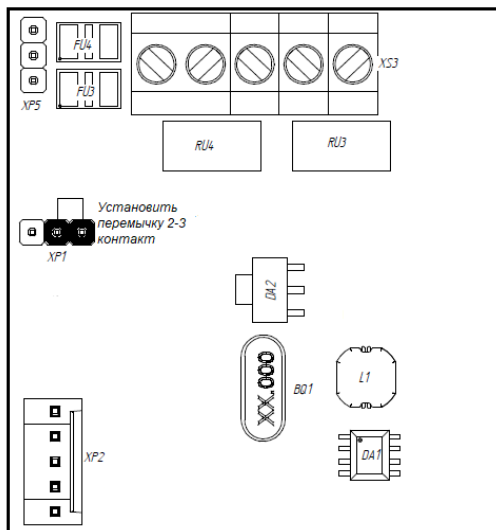 FU4
XS3
FU3
XP5
RU4
RU3
Установить
перемычку 2-3
контакт
XP1
DA2
XX.000
BQ1
L1
XP2
DA1